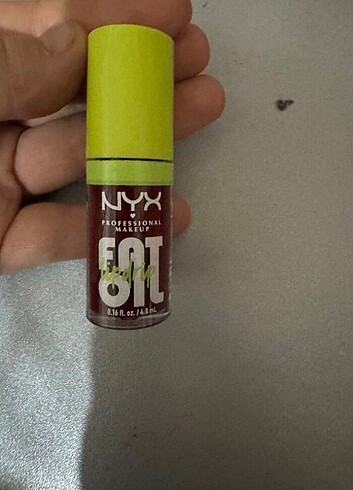 NYX
PROFESSIONAL
MAKEUP
FAT
OIL
0.16 fl. oz. / 4.8 mL